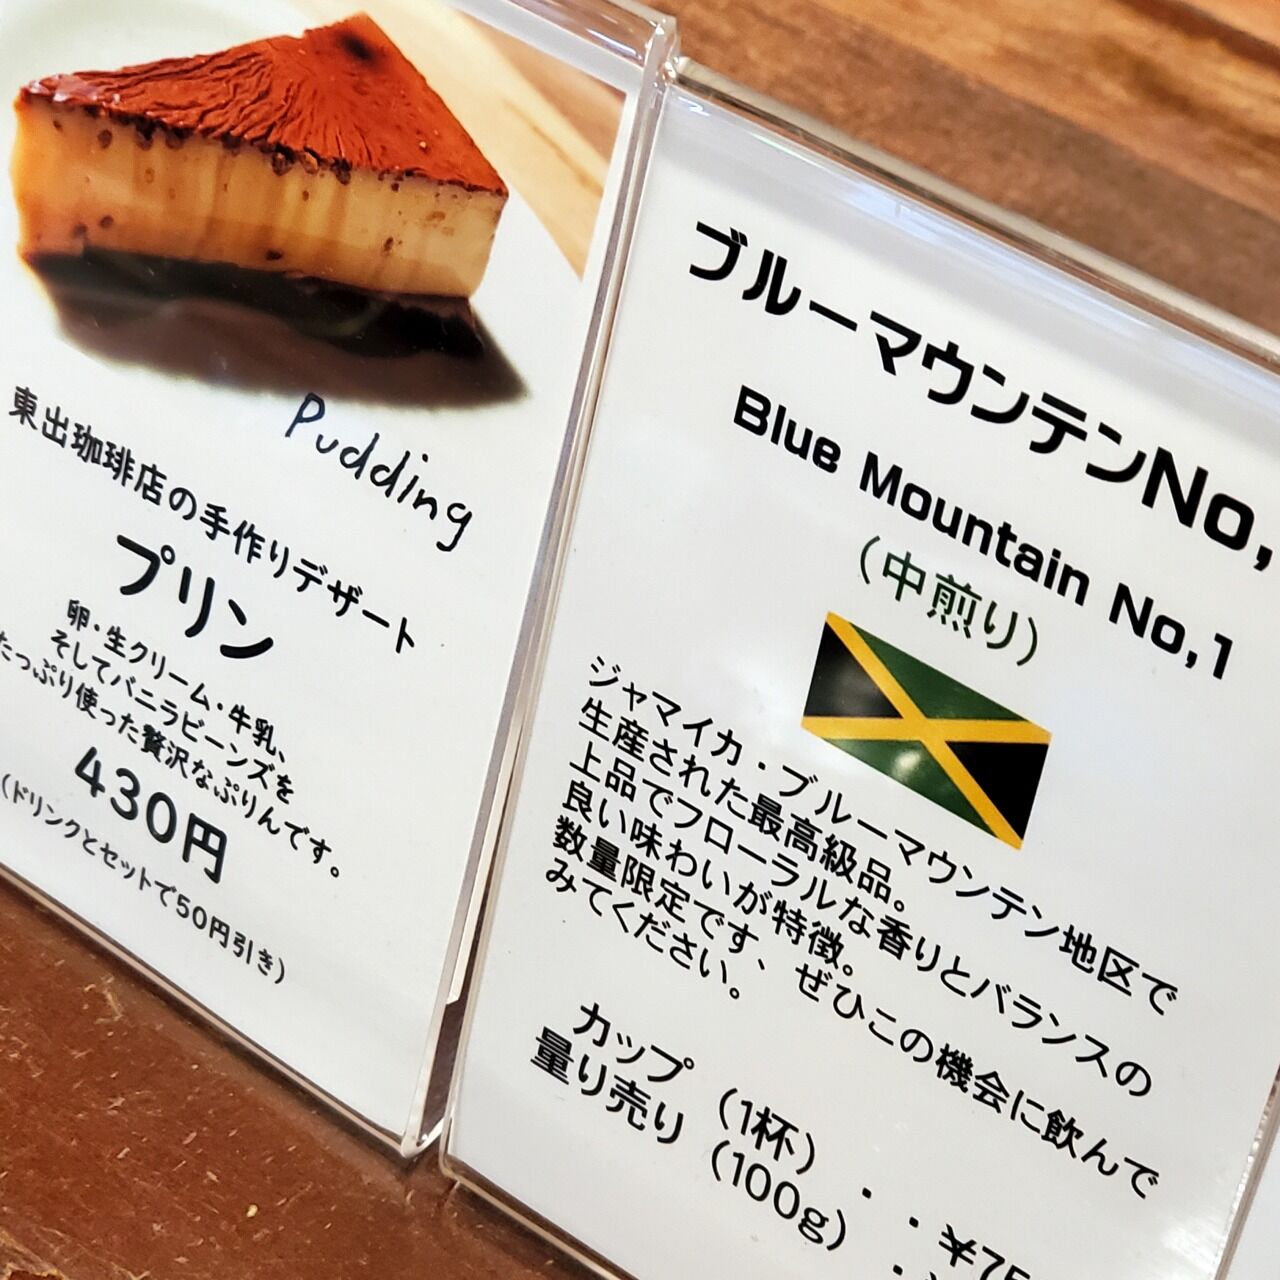 Pudding
東出珈琲店の手作りデザート
プリン
卵・生クリーム・牛乳、
そしてバニラビーンズを
たっぷり使った贅沢なぷりんです。
430円
(ドリンクとセットで50円引き)
ブルーマウンテンNo,
Blue Mountain No,1
(中煎り)
ジャマイカ・ブルーマウンテン地区で
生産された最高級品。
上品でフローラルな香りとバランスの
良い味わいが特徴。
数量限定です、ぜひこの機会に飲んで
みてください。
カップ (1杯) ・・¥75
量り売り (100g) ・